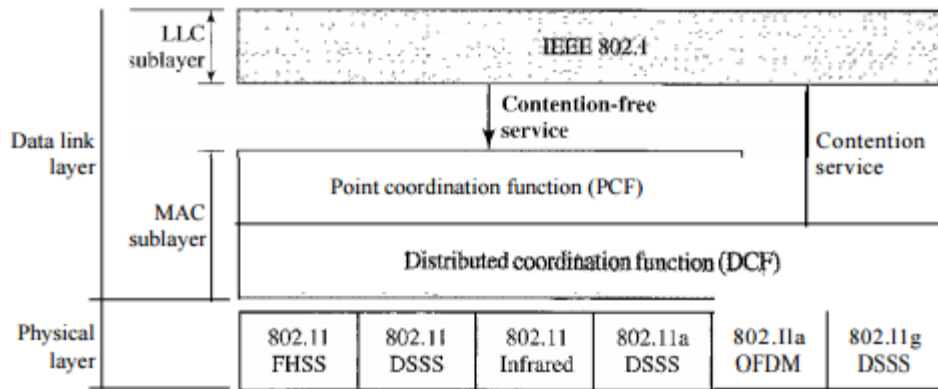 LLC
sublayer
IEEE 802.1
Contention-free
service
Data link
layer
Contention
service
Point coordination function (PCF)
MAC
sublayer
Distributed coordination function (DCF)
Physical
layer
802.11
FHSS
802.11
DSSS
802.11
Infrared
802.11a
DSSS
802.IIa
OFDM
802.11g
DSSS